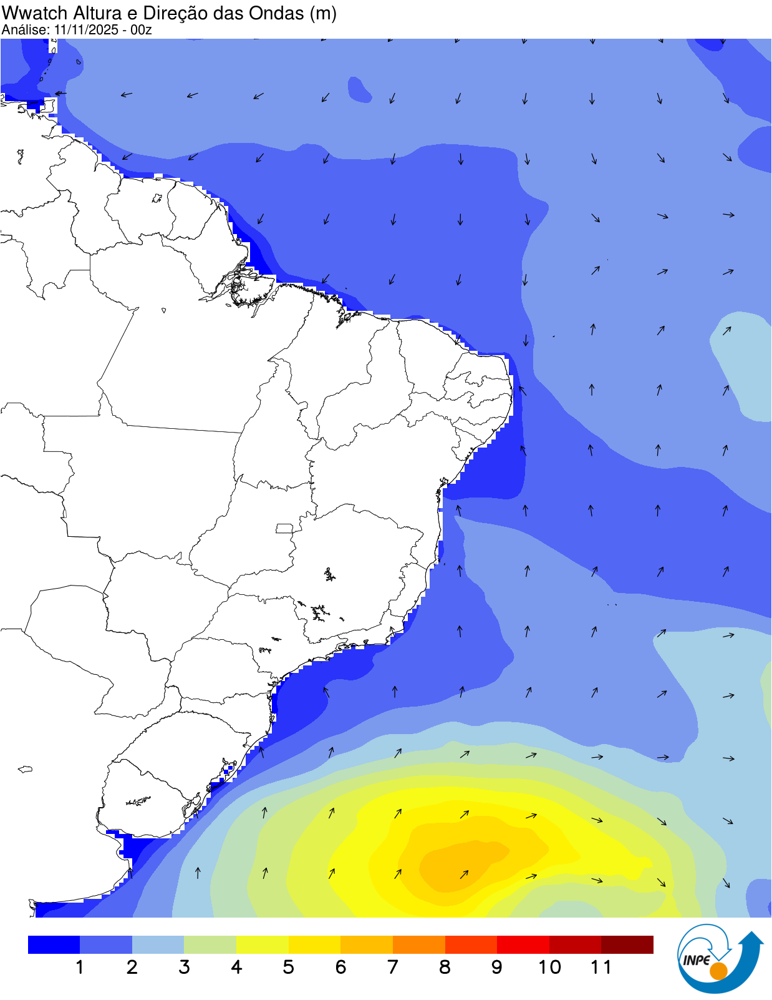 Wwatch Altura e Direção das Ondas (m)
Análise: 11/11/2025 - 00z
1 2 3 4 5 6 7 8 9 10 11
INPE